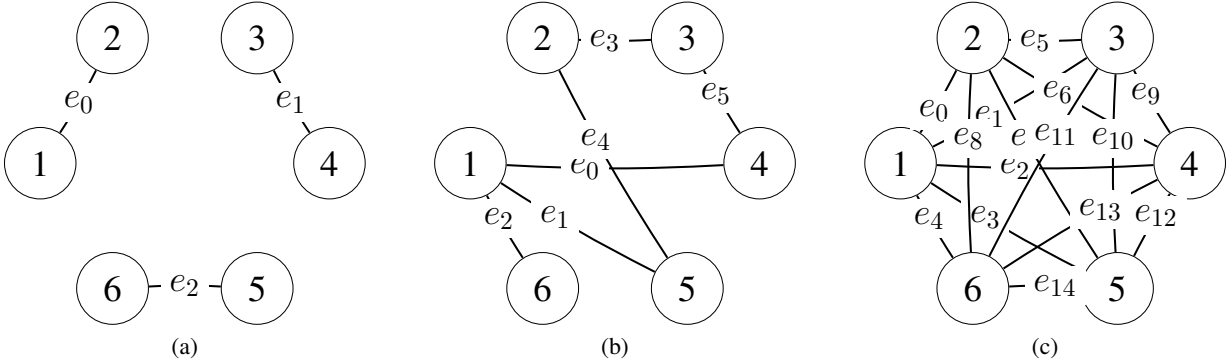 2 3
e0 e1
1 4
6 e2 5
(a)
2 e3 3
e5
e4
1 e0 4
e2 e1
6 5
(b)
2 e5 3
e0 e1 e6 e9
e8 e e11 e10
1 e2 4
e4 e3 e13 e12
6 e14 5
(c)